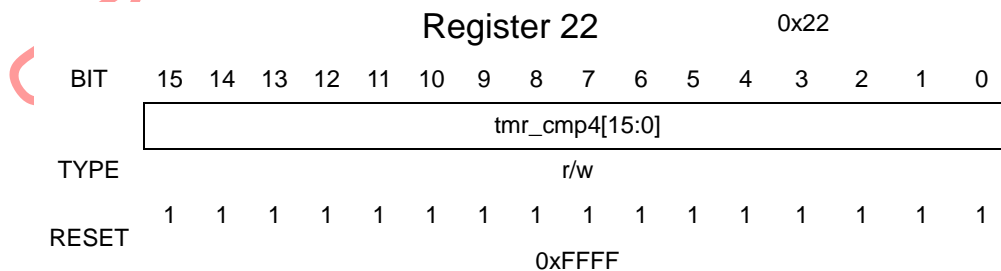 Register 22 0x22
BIT 15 14 13 12 11 10 9 8 7 6 5 4 3 2 1 0
tmr_cmp4[15:0]
TYPE r/w
1 1 1 1 1 1 1 1 1 1 1 1 1 1 1 1
RESET
0xFFFF